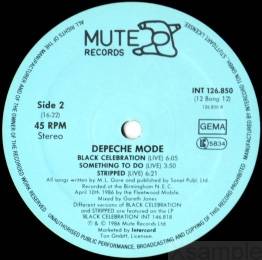 MUTE
RECORDS
INT 126.850
(12 Bong 12)
Side 2
(16-22)
45 RPM
Stereo
GEMA
LC 5834
DEPECHE MODE
BLACK CELEBRATION (LIVE) 6:05
SOMETHING TO DO (LIVE) 3:50
STRIPPED (LIVE) 6:21
All songs written by M. L. Gore and published by Sonet Publ. Ltd.
Recorded at the Birmingham N. E. C.
April 10th 1986 by the Fleetwood Mobile.
Mixed by Gareth Jones
Different versions of BLACK CELEBRATION
and STRIPPED are featured on the LP
BLACK CELEBRATION' INT 146.818
℗ © 1986 Mute Records Ltd.
Marketed by Intercord
Ton GmbH, Licensee.
ALL RIGHTS OF THE MANUFACTURER AND OF THE OWNER OF THE RECORDED WORK RESERVED
UNAUTHORISED PUBLIC PERFORMANCE, BROADCASTING AND COPYING OF THIS RECORD PROHIBITED
sample